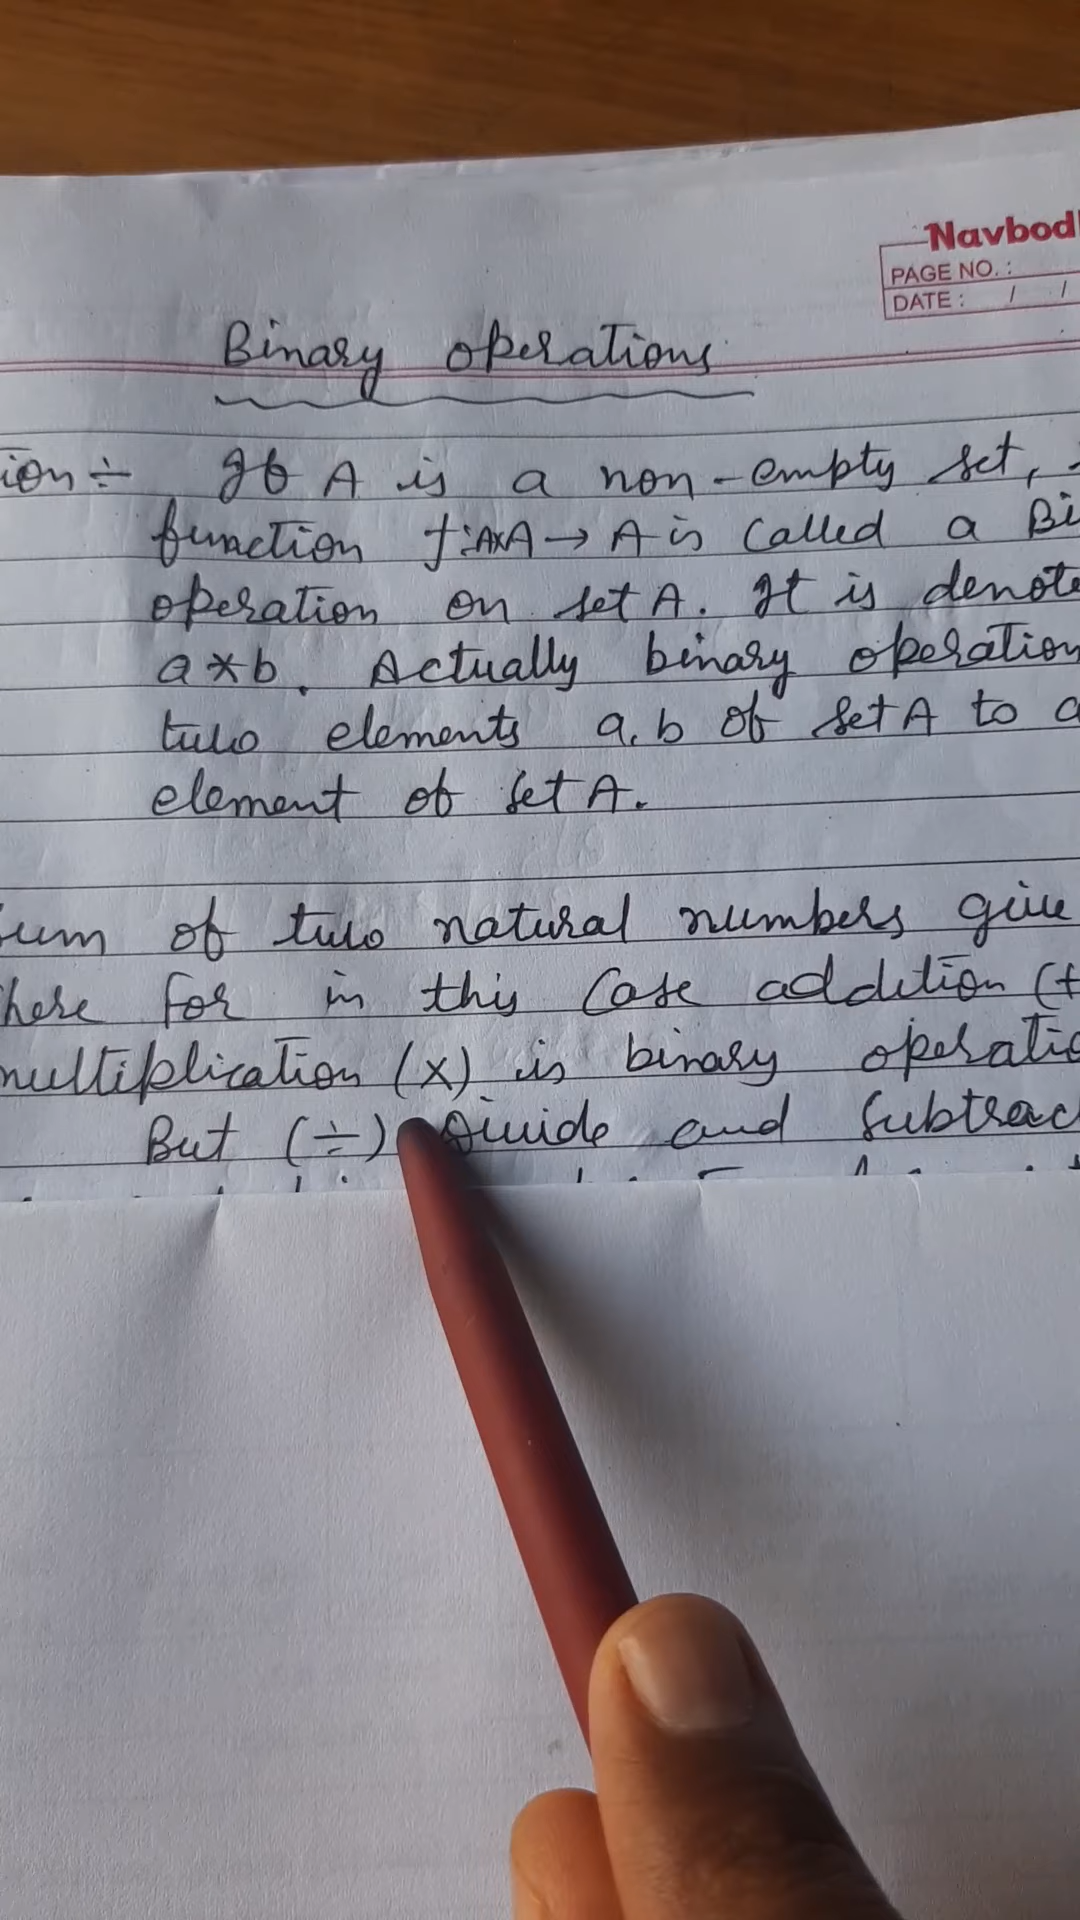 Navbod
PAGE NO. :
DATE : / /
Binary operations
ion ÷ If A is a non-empty set,
function f:A×A → A is called a Bi
operation on set A. It is denote
a*b. Actually binary operation
two elements a, b of set A to a
element of set A.
sum of two natural numbers give
here for in this Case addition (+
multiplication (×) is binary operatio
But (÷) divide and Subtrac